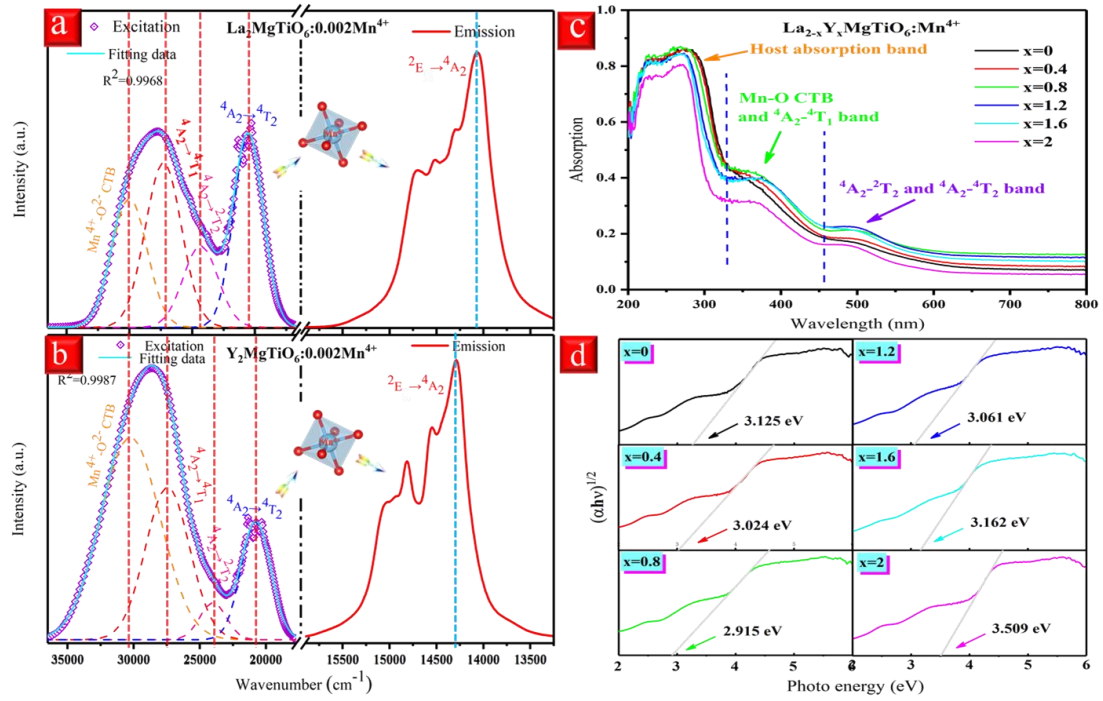 a
Excitation
La₂MgTiO₆:0.002Mn⁴⁺
Emission
Fitting data
R²=0.9968
²E →⁴A₂
⁴A₂→⁴T₂
⁴A₂→⁴T₁
⁴A₂→²T₂
Mn⁴⁺-O²⁻ CTB
Mn
Intensity (a.u.)
b
Excitation
Y₂MgTiO₆:0.002Mn⁴⁺
Emission
Fitting data
R²=0.9987
²E →⁴A₂
Mn⁴⁺-O²⁻ CTB
⁴A₂→⁴T₁
⁴A₂→²T₂
⁴A₂→⁴T₂
Mn
Intensity (a.u.)
35000 30000 25000 20000 15500 15000 14500 14000 13500
Wavenumber (cm⁻¹)
c
La₂₋ₓYₓMgTiO₆:Mn⁴⁺
Host absorption band
x=0
x=0.4
x=0.8
x=1.2
x=1.6
x=2
Mn-O CTB
and ⁴A₂-⁴T₁ band
⁴A₂-²T₂ and ⁴A₂-⁴T₂ band
1.0
0.8
0.6
0.4
0.2
0.0
Absorption
200 300 400 500 600 700 800
Wavelength (nm)
d
x=0
3.125 eV
x=1.2
3.061 eV
x=0.4
3.024 eV
3 4 5
x=1.6
3.162 eV
x=0.8
2.915 eV
x=2
3.509 eV
(αhν)^1/2
2 3 4 5 6 3 4 5 6
Photo energy (eV)